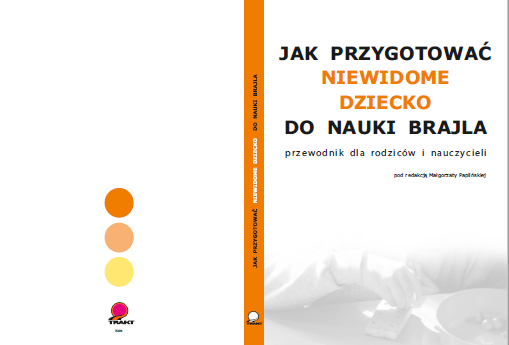 JAK PRZYGOTOWAĆ
NIEWIDOME
DZIECKO
DO NAUKI BRAJLA
przewodnik dla rodziców i nauczycieli
pod redakcją Małgorzaty Paplińskiej
JAK PRZYGOTOWAĆ NIEWIDOME DZIECKO DO NAUKI BRAJLA
TRAKT
TRAKT